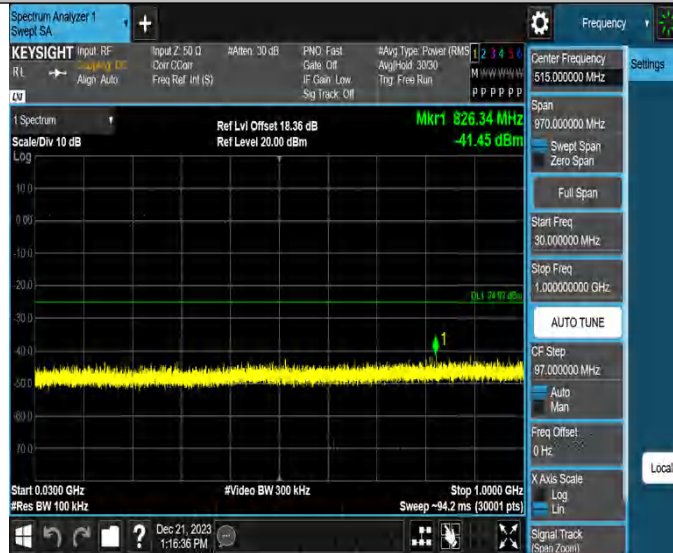 Spectrum Analyzer 1
Swept SA
+
Frequency
KEYSIGHT
Input: RF
Coupling: DC
Align: Auto
Input Z: 50 Ω
Corr CCorr
Freq Ref: Int (S)
#Atten: 30 dB
PNO: Fast
Gate: Off
IF Gain: Low
Sig Track: Off
#Avg Type: Power (RMS
Avg|Hold: 30/30
Trig: Free Run
1 2 3 4 5 6
M W W W W W
P P P P P P
RL
1 Spectrum
Scale/Div 10 dB
Log
Ref Lvl Offset 18.36 dB
Ref Level 20.00 dBm
Mkr1 826.34 MHz
-41.45 dBm
10.0
0.00
-10.0
-20.0
-30.0
-40.0
-50.0
-60.0
-70.0
1
Start 0.0300 GHz
#Res BW 100 kHz
#Video BW 300 kHz
Stop 1.0000 GHz
Sweep ~94.2 ms (30001 pts)
Dec 21, 2023
1:16:36 PM
?
Center Frequency
515.000000 MHz
Settings
Span
970.000000 MHz
Swept Span
Zero Span
Full Span
Start Freq
30.000000 MHz
Stop Freq
1.000000000 GHz
AUTO TUNE
CF Step
97.000000 MHz
Auto
Man
Freq Offset
0 Hz
X Axis Scale
Log
Lin
Local
Signal Track
(Span Zoom)